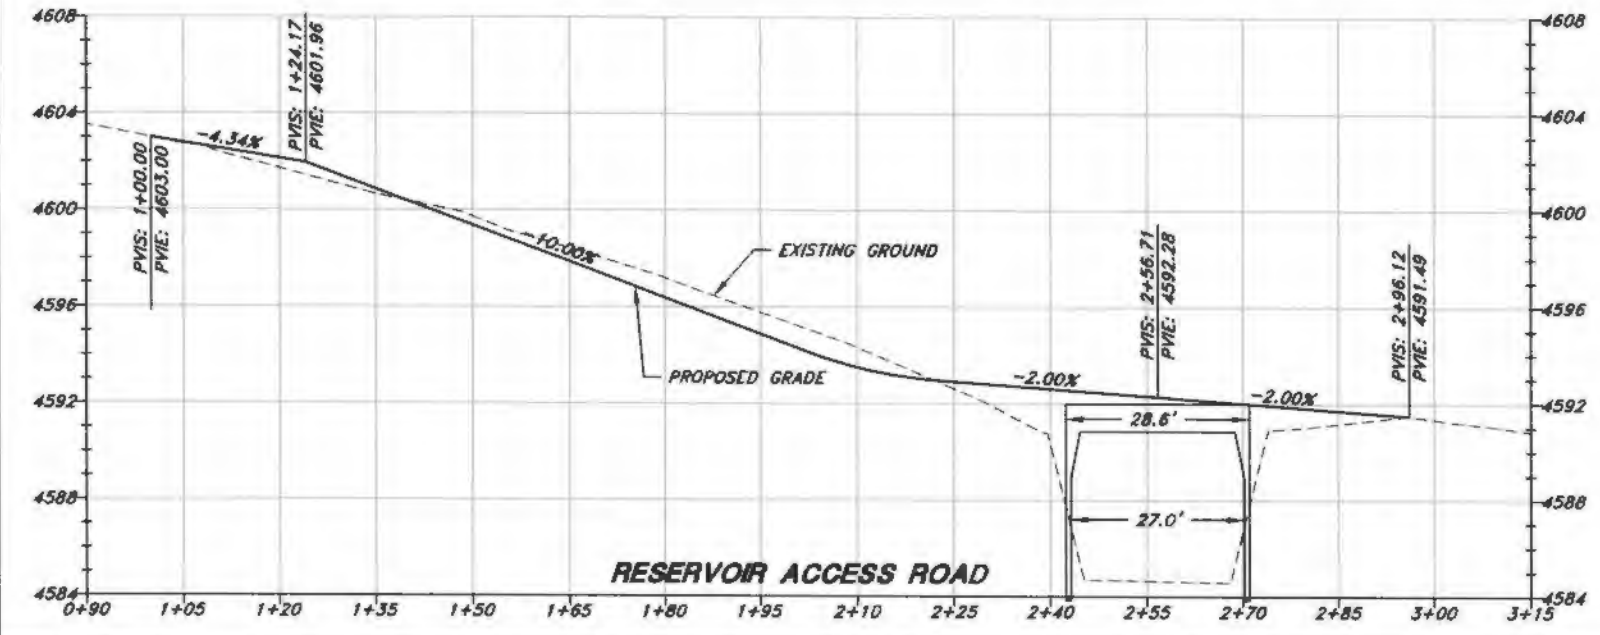 4608
4604
4600
4596
4592
4588
4584
PVIS: 1+00.00
PVIE: 4603.00
-4.34%
PVIS: 1+24.17
PVIE: 4601.96
-10.00%
EXISTING GROUND
PROPOSED GRADE
-2.00%
PVIS: 2+56.71
PVIE: 4592.28
-2.00%
PVIS: 2+96.12
PVIE: 4591.49
28.6'
27.0'
4608
4604
4600
4596
4592
4588
4584
RESERVOIR ACCESS ROAD
0+90 1+05 1+20 1+35 1+50 1+65 1+80 1+95 2+10 2+25 2+40 2+55 2+70 2+85 3+00 3+15